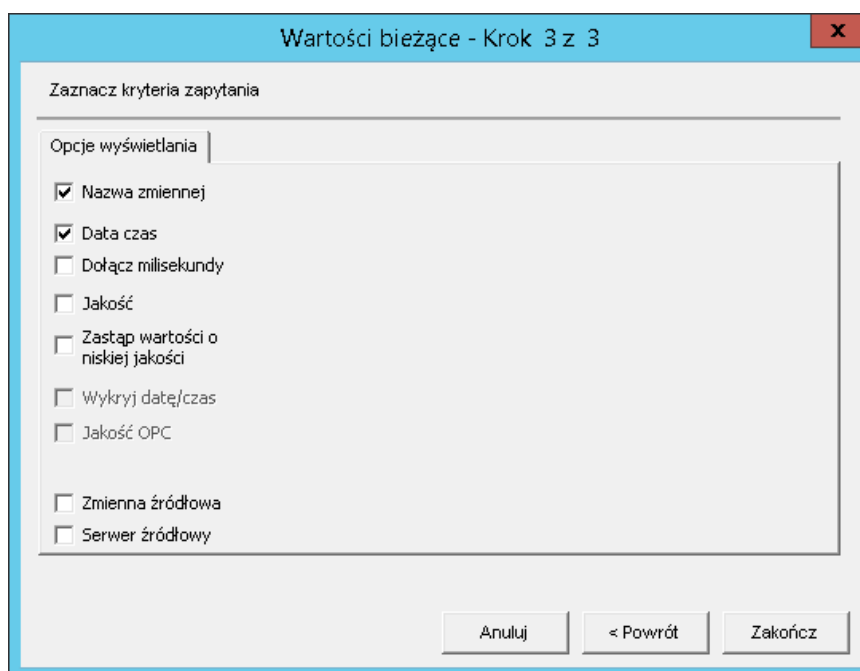 Wartości bieżące - Krok 3 z 3
x
Zaznacz kryteria zapytania
Opcje wyświetlania
Nazwa zmiennej
Data czas
Dołącz milisekundy
Jakość
Zastąp wartości o
niskiej jakości
Wykryj datę/czas
Jakość OPC
Zmienna źródłowa
Serwer źródłowy
Anuluj
< Powrót
Zakończ